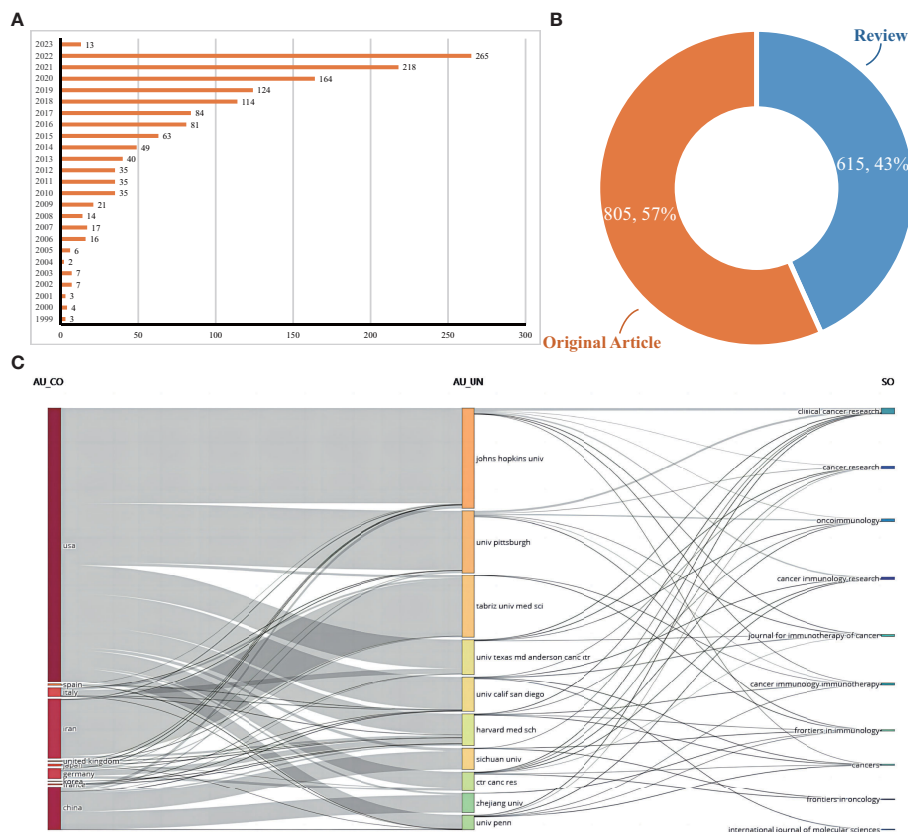 A
2023 13
2022 265
2021 218
2020 164
2019 124
2018 114
2017 84
2016 81
2015 63
2014 49
2013 40
2012 35
2011 35
2010 35
2009 21
2008 14
2007 17
2006 16
2005 6
2004 2
2003 7
2002 7
2001 3
2000 4
1999 3
0 50 100 150 200 250 300
B
Review
615, 43%
805, 57%
Original Article
C
AU_CO
AU_UN
SO
usa
spain
italy
iran
united kingdom
japan
germany
korea
france
china
johns hopkins univ
univ pittsburgh
tabriz univ med sci
univ texas md anderson canc ctr
univ calif san diego
harvard med sch
sichuan univ
ctr canc res
zhejiang univ
univ penn
clinical cancer research
cancer research
oncoimmunology
cancer immunology research
journal for immunotherapy of cancer
cancer immunology immunotherapy
frontiers in immunology
cancers
frontiers in oncology
international journal of molecular sciences